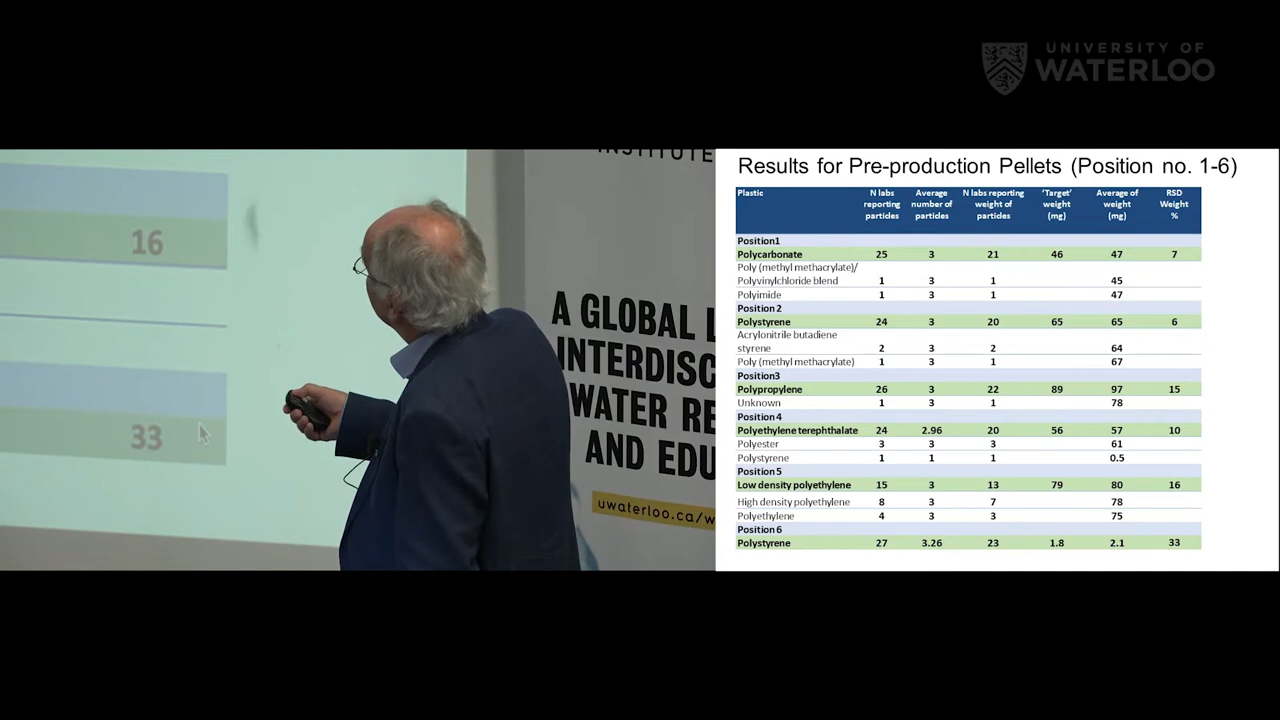 UNIVERSITY OF
WATERLOO
16
33
INSTITUTE
A GLOBAL
INTERDISC
WATER RE
AND EDU
uwaterloo.ca/w
Results for Pre-production Pellets (Position no. 1-6)
Plastic N labs reporting particles Average number of particles N labs reporting weight of particles ‘Target’ weight (mg) Average of weight (mg) RSD Weight %
Position1
Polycarbonate 25 3 21 46 47 7
Poly (methyl methacrylate)/
Polyvinylchloride blend 1 3 1 45
Polyimide 1 3 1 47
Position 2
Polystyrene 24 3 20 65 65 6
Acrylonitrile butadiene
styrene 2 3 2 64
Poly (methyl methacrylate) 1 3 1 67
Position3
Polypropylene 26 3 22 89 97 15
Unknown 1 3 1 78
Position 4
Polyethylene terephthalate 24 2.96 20 56 57 10
Polyester 3 3 3 61
Polystyrene 1 1 1 0.5
Position 5
Low density polyethylene 15 3 13 79 80 16
High density polyethylene 8 3 7 78
Polyethylene 4 3 3 75
Position 6
Polystyrene 27 3.26 23 1.8 2.1 33